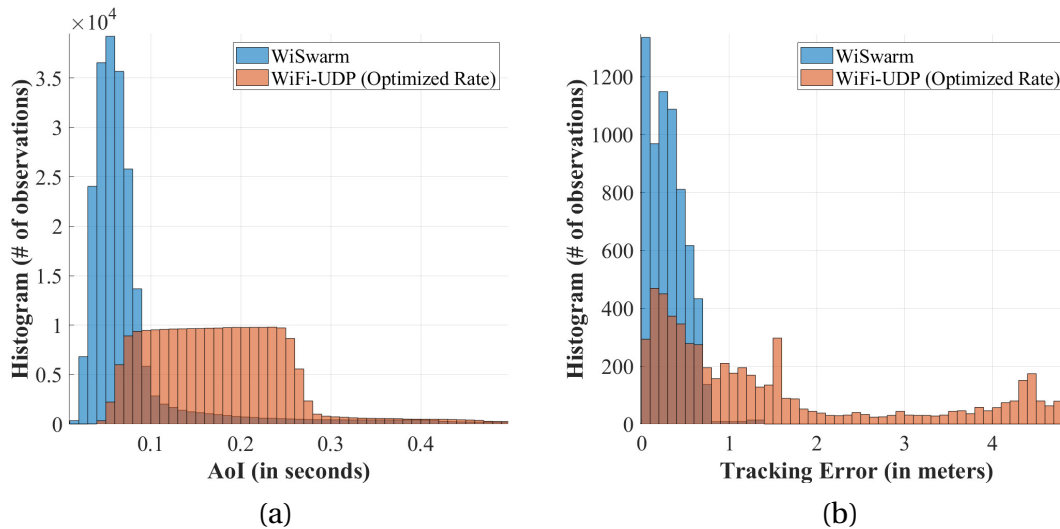 ×10⁴
WiSwarm
WiFi-UDP (Optimized Rate)
Histogram (# of observations)
3.5
3
2.5
2
1.5
1
0.5
0
0.1 0.2 0.3 0.4
AoI (in seconds)
(a)
WiSwarm
WiFi-UDP (Optimized Rate)
Histogram (# of observations)
1200
1000
800
600
400
200
0
0 1 2 3 4
Tracking Error (in meters)
(b)